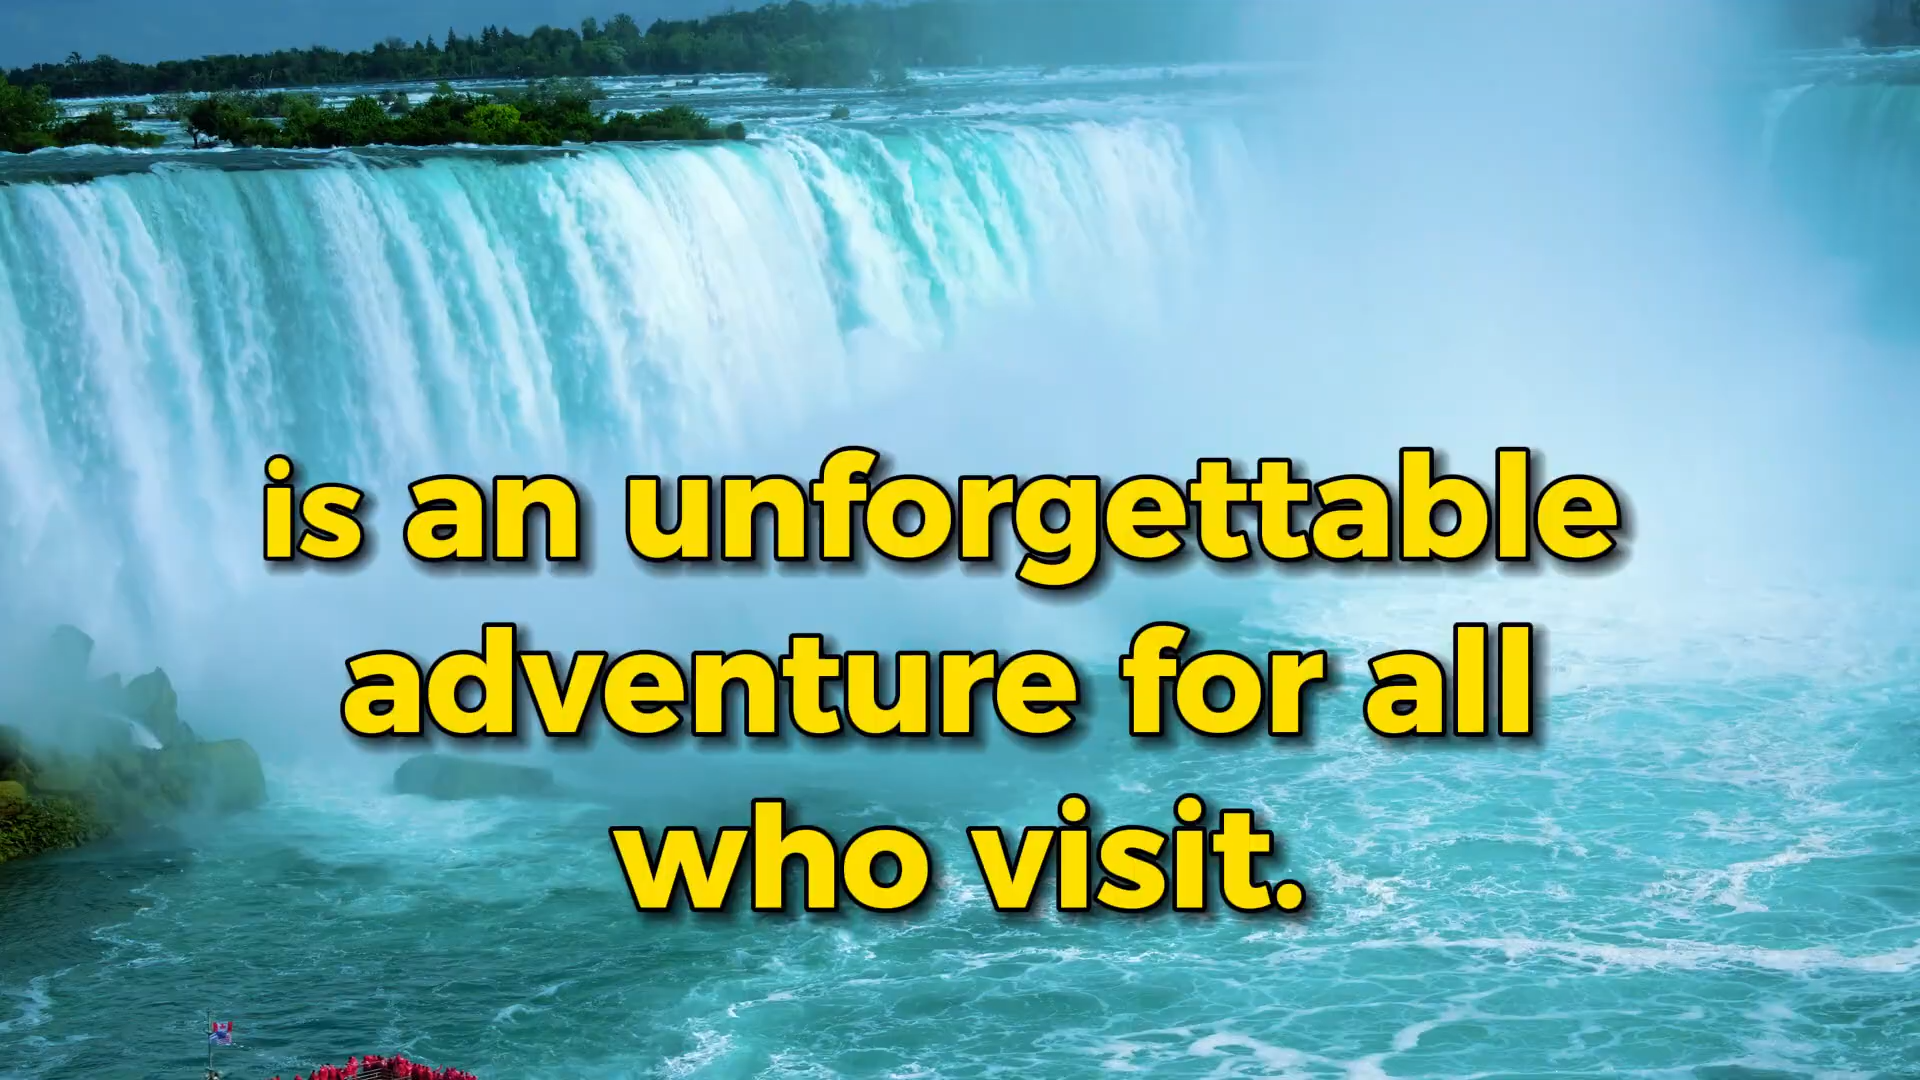 is an unforgettable
adventure for all
who visit.